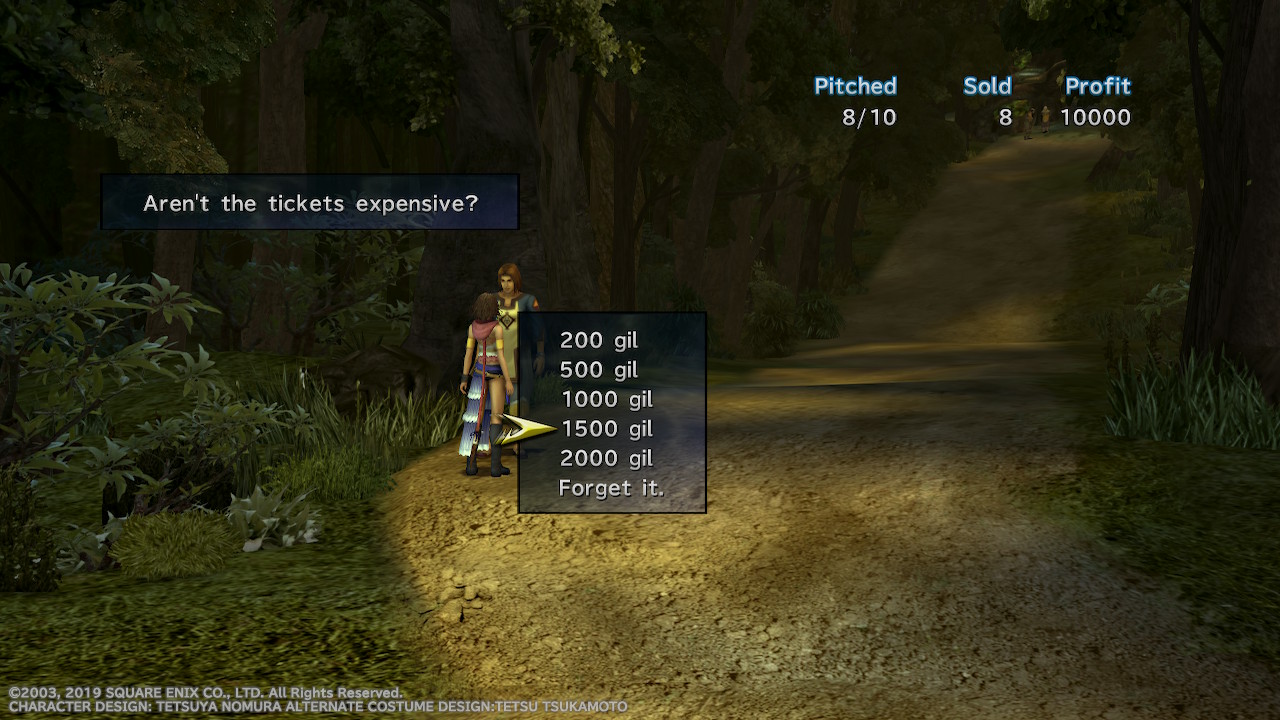 Pitched Sold Profit
8/10 8 10000
Aren't the tickets expensive?
200 gil
500 gil
1000 gil
1500 gil
2000 gil
Forget it.
©2003, 2019 SQUARE ENIX CO., LTD. All Rights Reserved.
CHARACTER DESIGN: TETSUYA NOMURA ALTERNATE COSTUME DESIGN:TETSU TSUKAMOTO